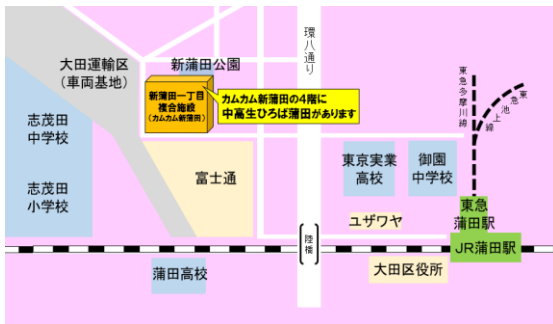 大田運輸区
（車両基地）
新蒲田公園
環八通り
新蒲田一丁目
複合施設
（カムカム新蒲田）
カムカム新蒲田の4階に
中高生ひろば蒲田があります
東急多摩川線
東急池上線
志茂田
中学校
志茂田
小学校
富士通
東京実業
高校
御園
中学校
ユザワヤ
東急
蒲田駅
陸橋
JR蒲田駅
蒲田高校
大田区役所